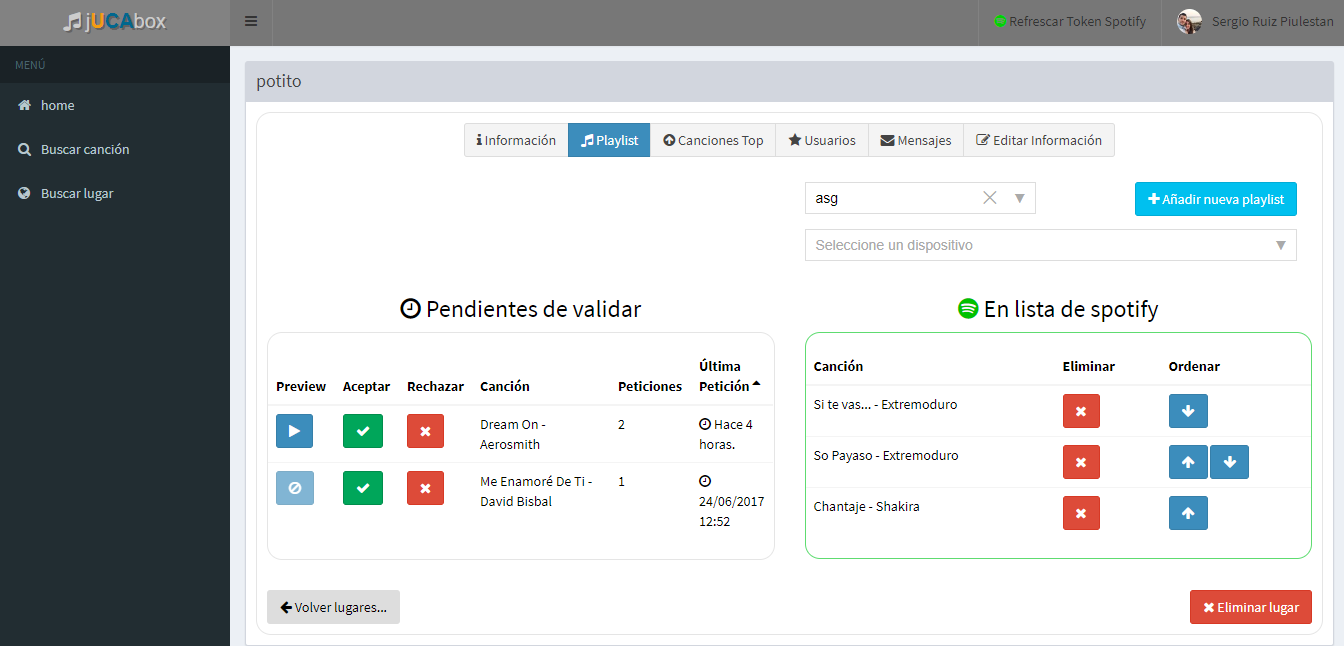 jUCAbox
Refrescar Token Spotify
Sergio Ruiz Piulestan
MENÚ
home
Buscar canción
Buscar lugar
potito
Información
Playlist
Canciones Top
Usuarios
Mensajes
Editar Información
asg
Añadir nueva playlist
Seleccione un dispositivo
Pendientes de validar
Preview Aceptar Rechazar Canción Peticiones Última
Petición
Dream On - 2 Hace 4
Aerosmith horas.
Me Enamoré De Ti - 1
David Bisbal 24/06/2017
12:52
En lista de spotify
Canción Eliminar Ordenar
Si te vas... - Extremoduro
So Payaso - Extremoduro
Chantaje - Shakira
Volver lugares...
Eliminar lugar